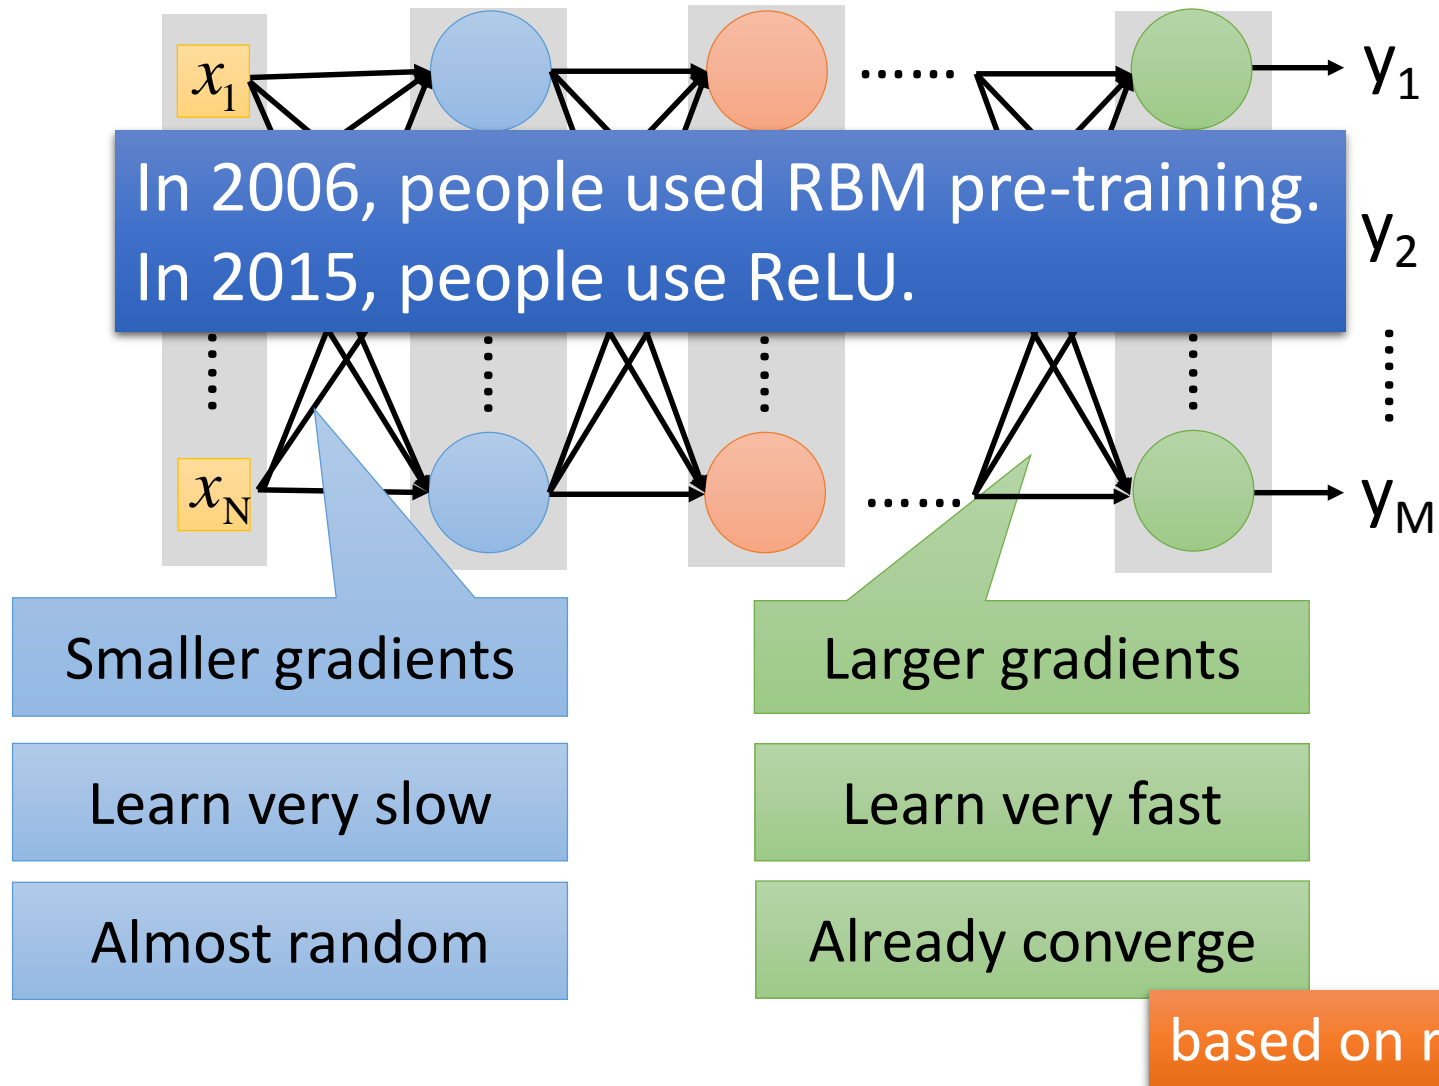 x1
y1
In 2006, people used RBM pre-training.
In 2015, people use ReLU.
y2
xN
yM
Smaller gradients
Larger gradients
Learn very slow
Learn very fast
Almost random
Already converge
based on